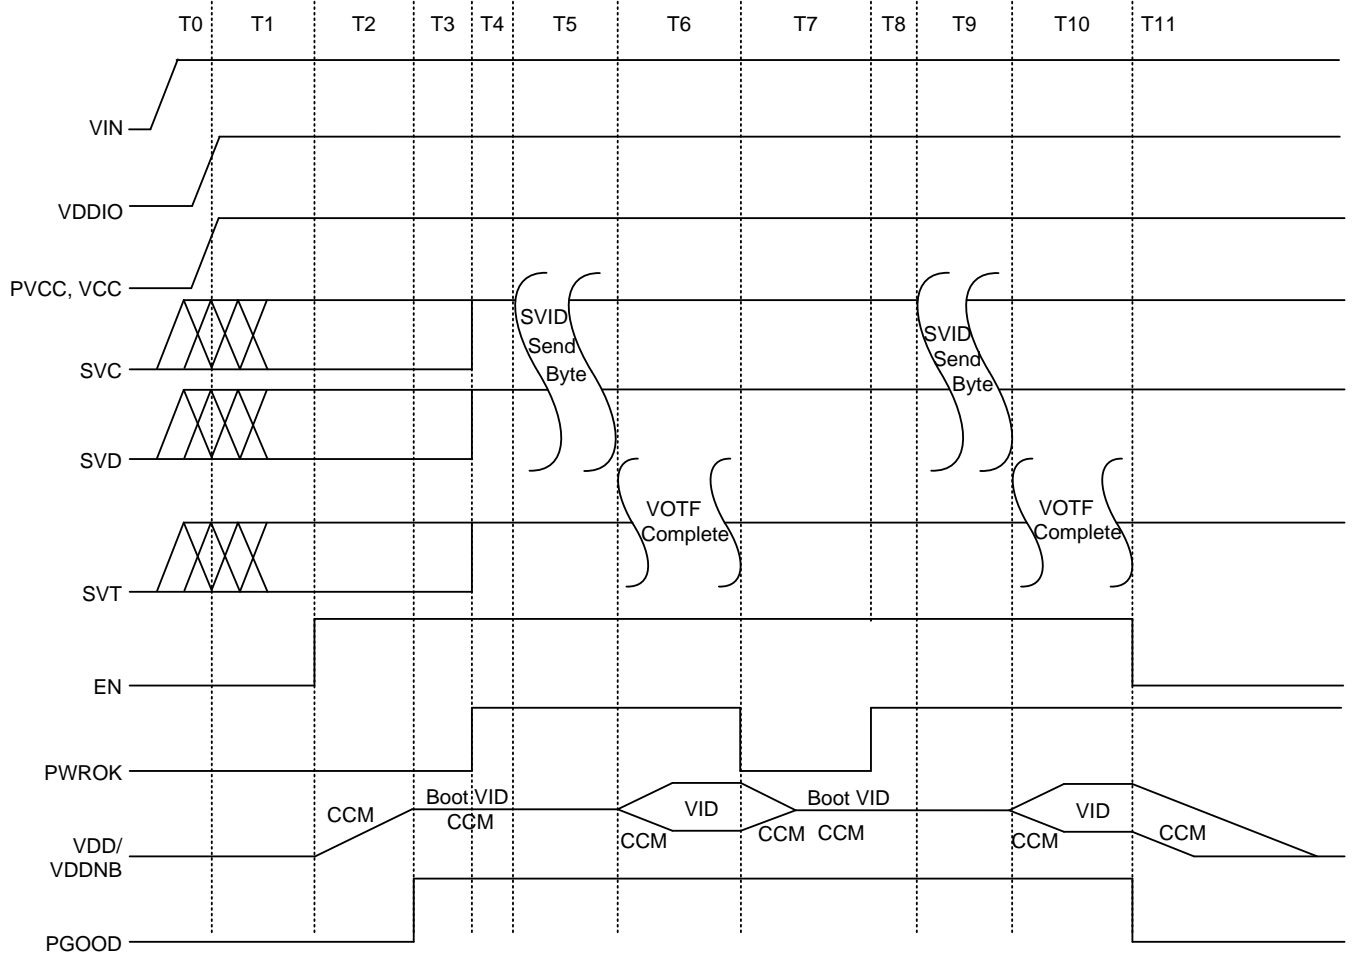 T0 T1 T2 T3 T4 T5 T6 T7 T8 T9 T10 T11
VIN
VDDIO
PVCC, VCC
SVID
Send
Byte
SVID
Send
Byte
SVC
SVD
VOTF
Complete
VOTF
Complete
SVT
EN
PWROK
CCM
Boot VID
CCM
CCM
VID
CCM
Boot VID
CCM
CCM
VID
CCM
VDD/
VDDNB
PGOOD